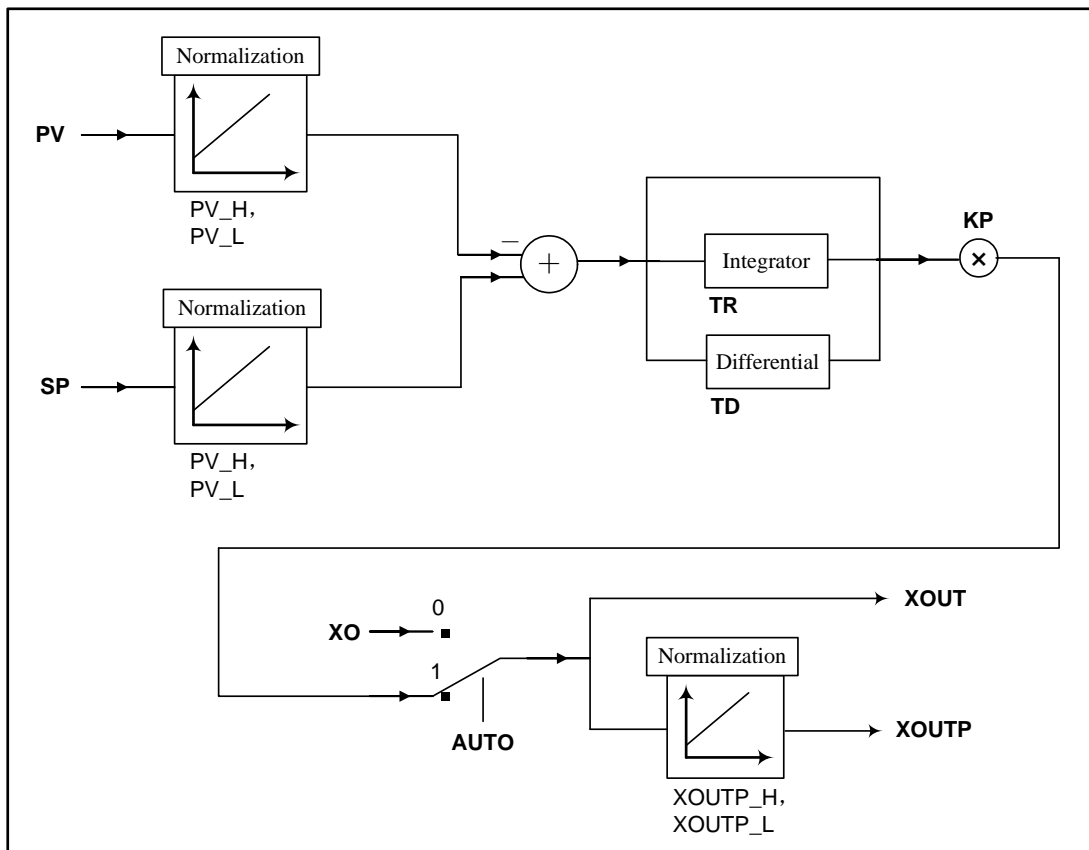 Normalization
PV
PV_H，
PV_L
Normalization
SP
PV_H，
PV_L
−
+
Integrator
TR
Differential
TD
KP
×
0
XO
1
AUTO
XOUT
Normalization
XOUTP
XOUTP_H，
XOUTP_L